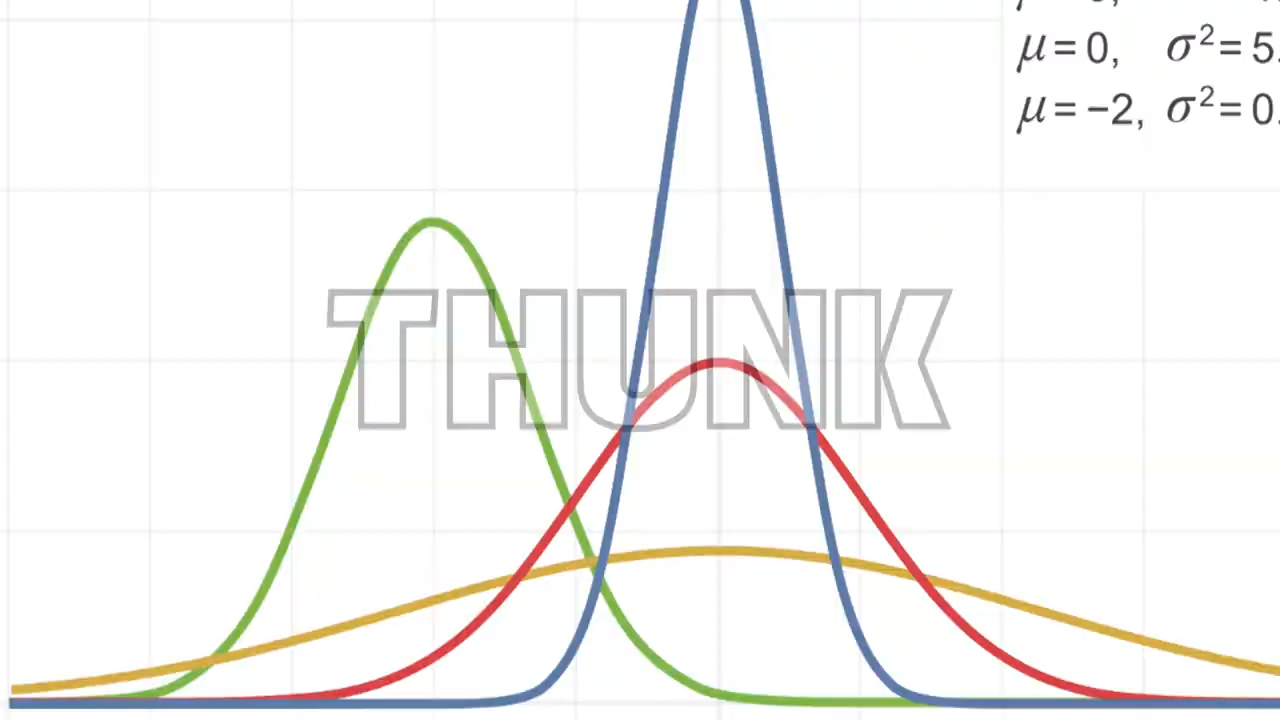 μ = 0, σ² = 5.
μ = −2, σ² = 0.
THUNK